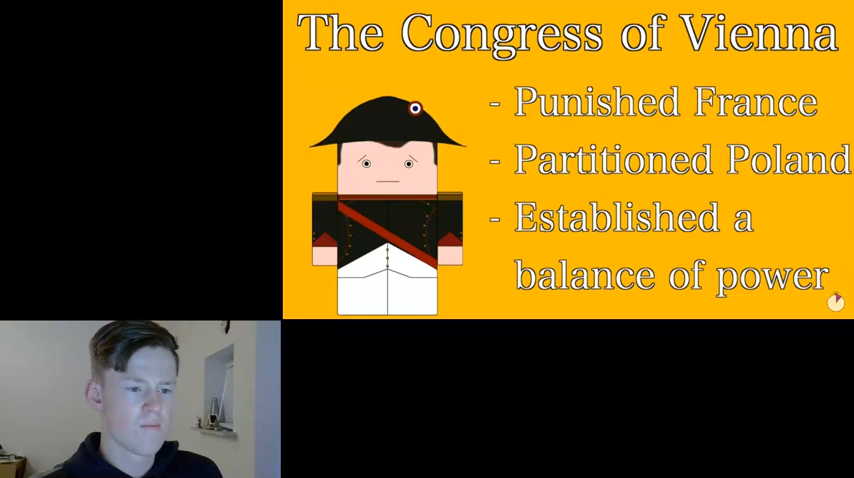 The Congress of Vienna
- Punished France
- Partitioned Poland
- Established a
balance of power